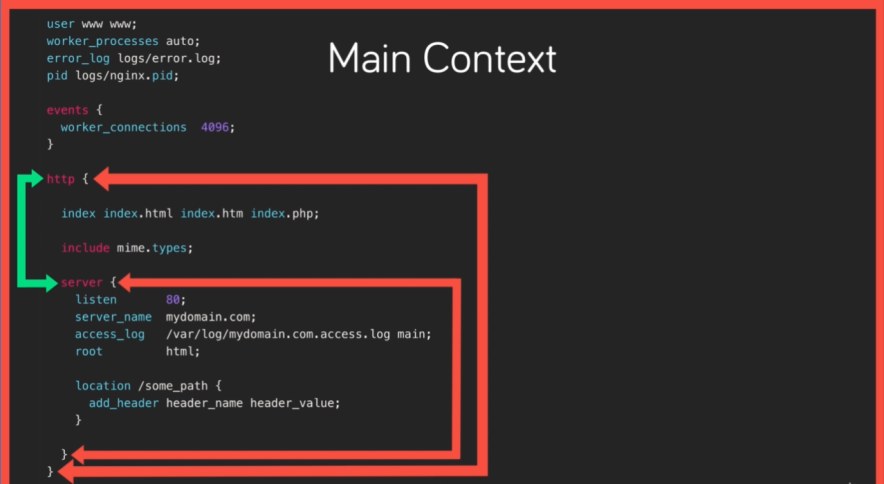 Main Context
user www www;
worker_processes auto;
error_log logs/error.log;
pid logs/nginx.pid;
events {
worker_connections  4096;
}
http {
index index.html index.htm index.php;
include mime.types;
server {
listen       80;
server_name  mydomain.com;
access_log   /var/log/mydomain.com.access.log main;
root         html;
location /some_path {
add_header header_name header_value;
}
}
}